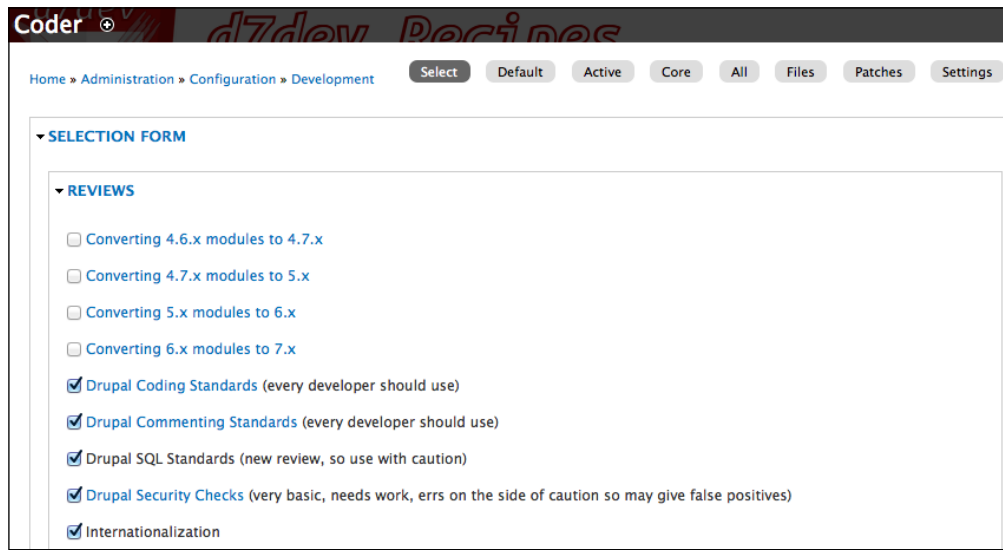 Coder
d7dev Recipes
Home » Administration » Configuration » Development
Select Default Active Core All Files Patches Settings
SELECTION FORM
REVIEWS
Converting 4.6.x modules to 4.7.x
Converting 4.7.x modules to 5.x
Converting 5.x modules to 6.x
Converting 6.x modules to 7.x
Drupal Coding Standards (every developer should use)
Drupal Commenting Standards (every developer should use)
Drupal SQL Standards (new review, so use with caution)
Drupal Security Checks (very basic, needs work, errs on the side of caution so may give false positives)
Internationalization